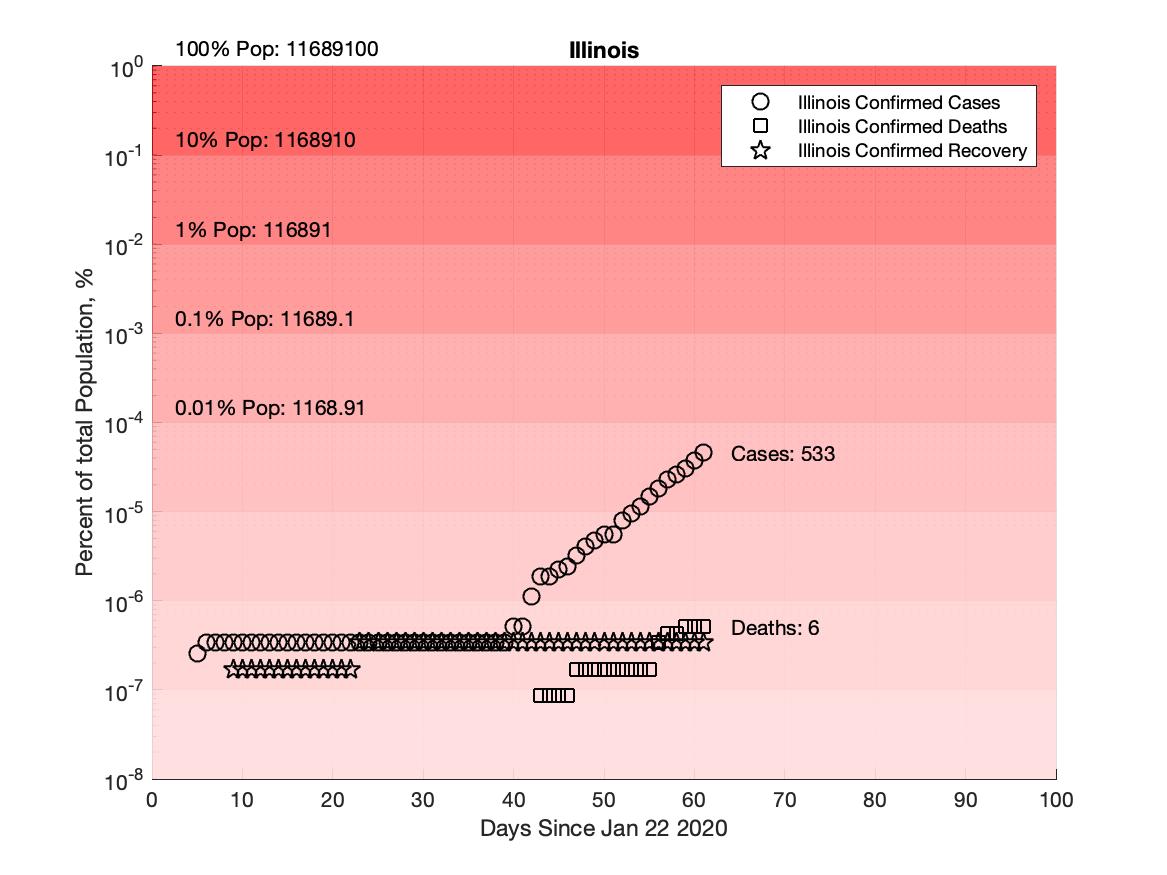 100% Pop: 11689100
Illinois
10^0
Illinois Confirmed Cases
Illinois Confirmed Deaths
10% Pop: 1168910
10^-1
Illinois Confirmed Recovery
1% Pop: 116891
10^-2
0.1% Pop: 11689.1
10^-3
0.01% Pop: 1168.91
10^-4
Cases: 533
10^-5
10^-6
Deaths: 6
10^-7
10^-8
Percent of total Population, %
0 10 20 30 40 50 60 70 80 90 100
Days Since Jan 22 2020